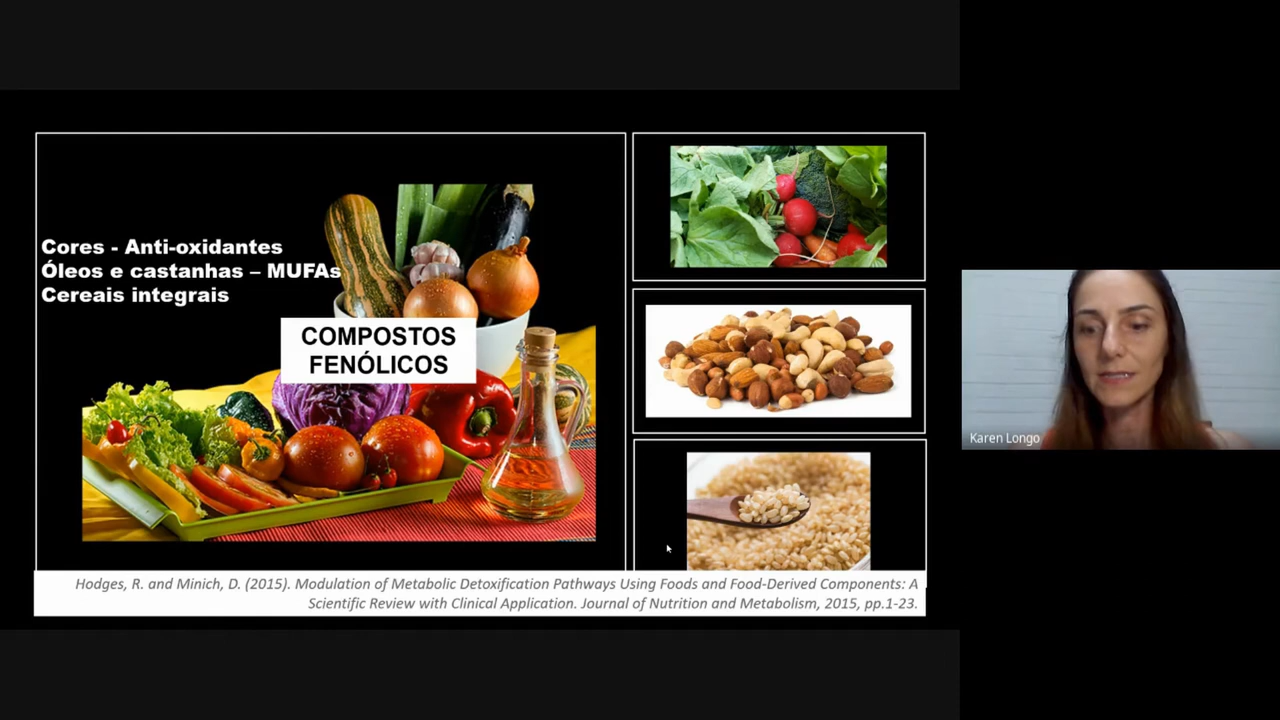 Cores - Anti-oxidantes
Óleos e castanhas – MUFAs
Cereais integrais
COMPOSTOS
FENÓLICOS
Hodges, R. and Minich, D. (2015). Modulation of Metabolic Detoxification Pathways Using Foods and Food-Derived Components: A
Scientific Review with Clinical Application. Journal of Nutrition and Metabolism, 2015, pp.1-23.
Karen Longo